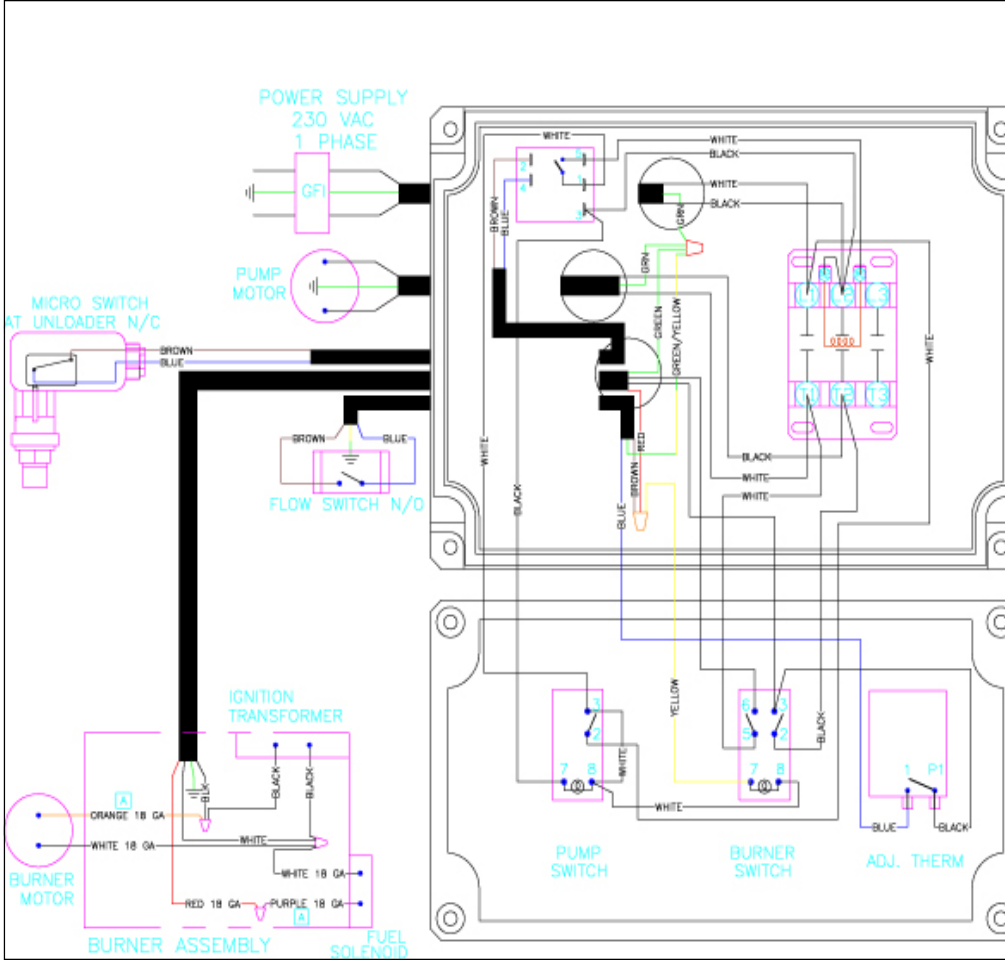 POWER SUPPLY
230 VAC
1 PHASE
GFI
PUMP
MOTOR
MICRO SWITCH
AT UNLOADER N/C
BROWN
BLUE
BROWN
BLUE
FLOW SWITCH N/O
WHITE
WHITE
BLACK
2
4
1
3
BROWN
BLUE
WHITE
BLACK
GRN
GRN
GREEN
GREEN/YELLOW
L1
L3
T1
T2
T3
WHITE
BLACK
WHITE
WHITE
WHITE
BLACK
RED
BROWN
BLUE
YELLOW
3
2
7
8
WHITE
WHITE
PUMP
SWITCH
6
3
5
2
7
8
BLACK
BURNER
SWITCH
1
P1
BLUE
BLACK
ADJ. THERM
IGNITION
TRANSFORMER
BLACK
BLACK
BLK
A
ORANGE 18 GA
WHITE 18 GA
WHITE
WHITE 18 GA
RED 18 GA
PURPLE 18 GA
A
BURNER
MOTOR
BURNER ASSEMBLY
FUEL
SOLENOID